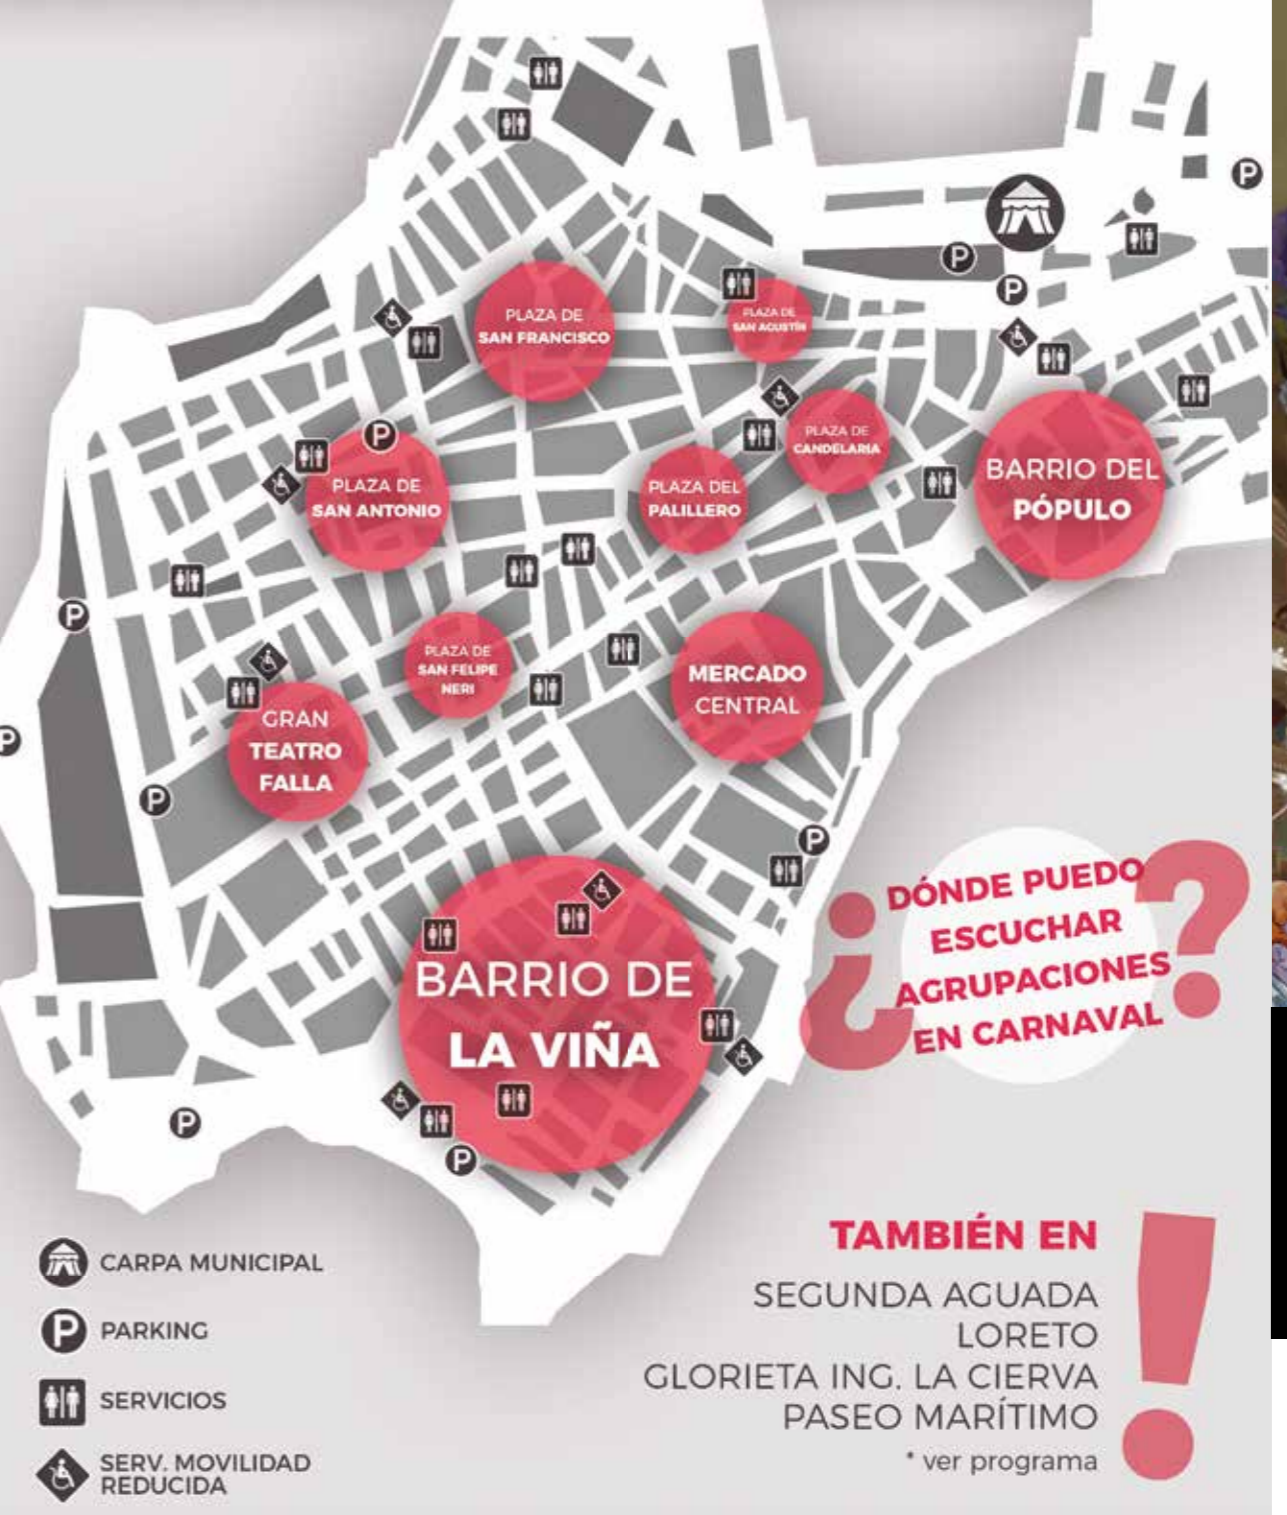 PLAZA DE
SAN FRANCISCO
PLAZA DE
SAN AGUSTÍN
PLAZA DE
CANDELARIA
PLAZA DE
SAN ANTONIO
PLAZA DEL
PALILLERO
BARRIO DEL
PÓPULO
PLAZA DE
SAN FELIPE
NERI
MERCADO
CENTRAL
GRAN
TEATRO
FALLA
BARRIO DE
LA VIÑA
¿DÓNDE PUEDO
ESCUCHAR
AGRUPACIONES
EN CARNAVAL?
P
P
P
P
P
P
P
P
P
P
CARPA MUNICIPAL
P PARKING
SERVICIOS
SERV. MOVILIDAD
REDUCIDA
TAMBIÉN EN
SEGUNDA AGUADA
LORETO
GLORIETA ING. LA CIERVA
PASEO MARÍTIMO
* ver programa
!